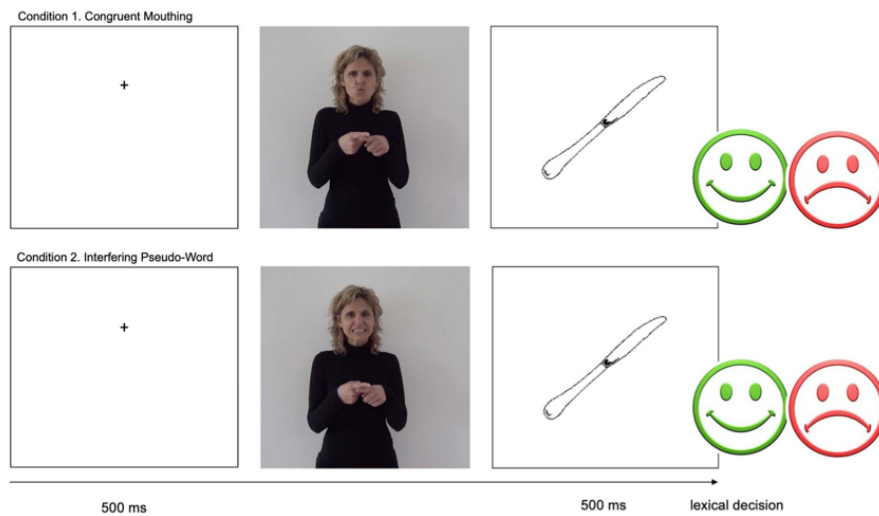 Condition 1. Congruent Mouthing
+
Condition 2. Interfering Pseudo-Word
+
500 ms 500 ms lexical decision